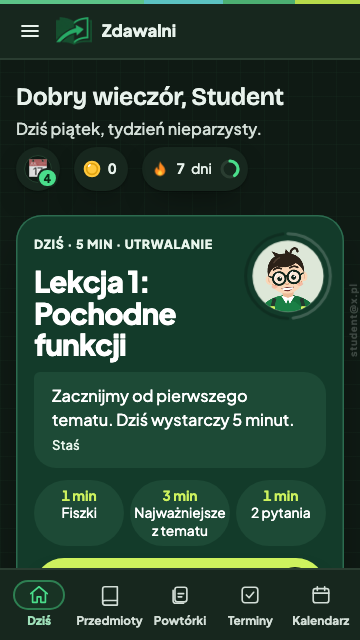 Zdawalni
Dobry wieczór, Student
Dziś piątek, tydzień nieparzysty.
4
0
7 dni
DZIŚ · 5 MIN · UTRWALANIE
Lekcja 1:
Pochodne
funkcji
student@x.pl
Zacznijmy od pierwszego
tematu. Dziś wystarczy 5 minut.
Staś
1 min
Fiszki
3 min
Najważniejsze
z tematu
1 min
2 pytania
Dziś
Przedmioty
Powtórki
Terminy
Kalendarz